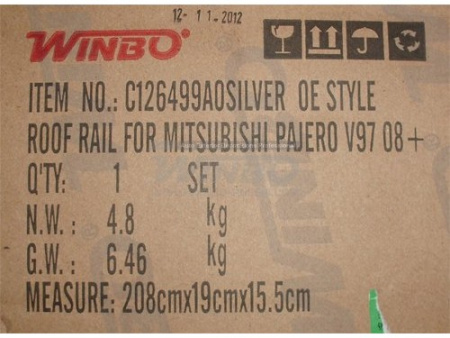 12- 11-2012
WINBO®
ITEM NO.: C126499A0SILVER OE STYLE
ROOF RAIL FOR MITSUBISHI PAJERO V97 08+
Q'TY: 1 SET
N.W.: 4.8 kg
G.W.: 6.46 kg
MEASURE: 208cmx19cmx15.5cm